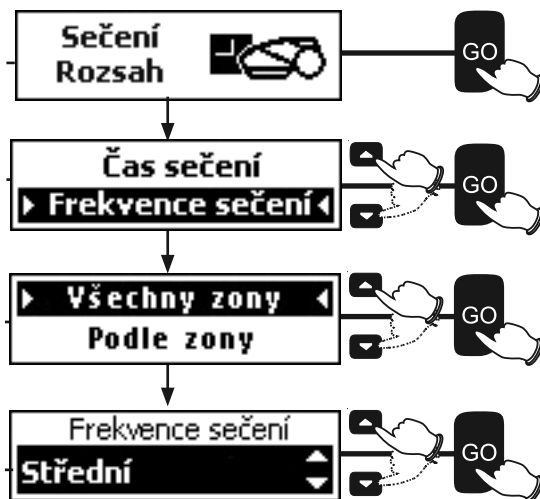 Sečení
Rozsah
GO
Čas sečení
Frekvence sečení
GO
Všechny zony
Podle zony
GO
Frekvence sečení
Střední
GO